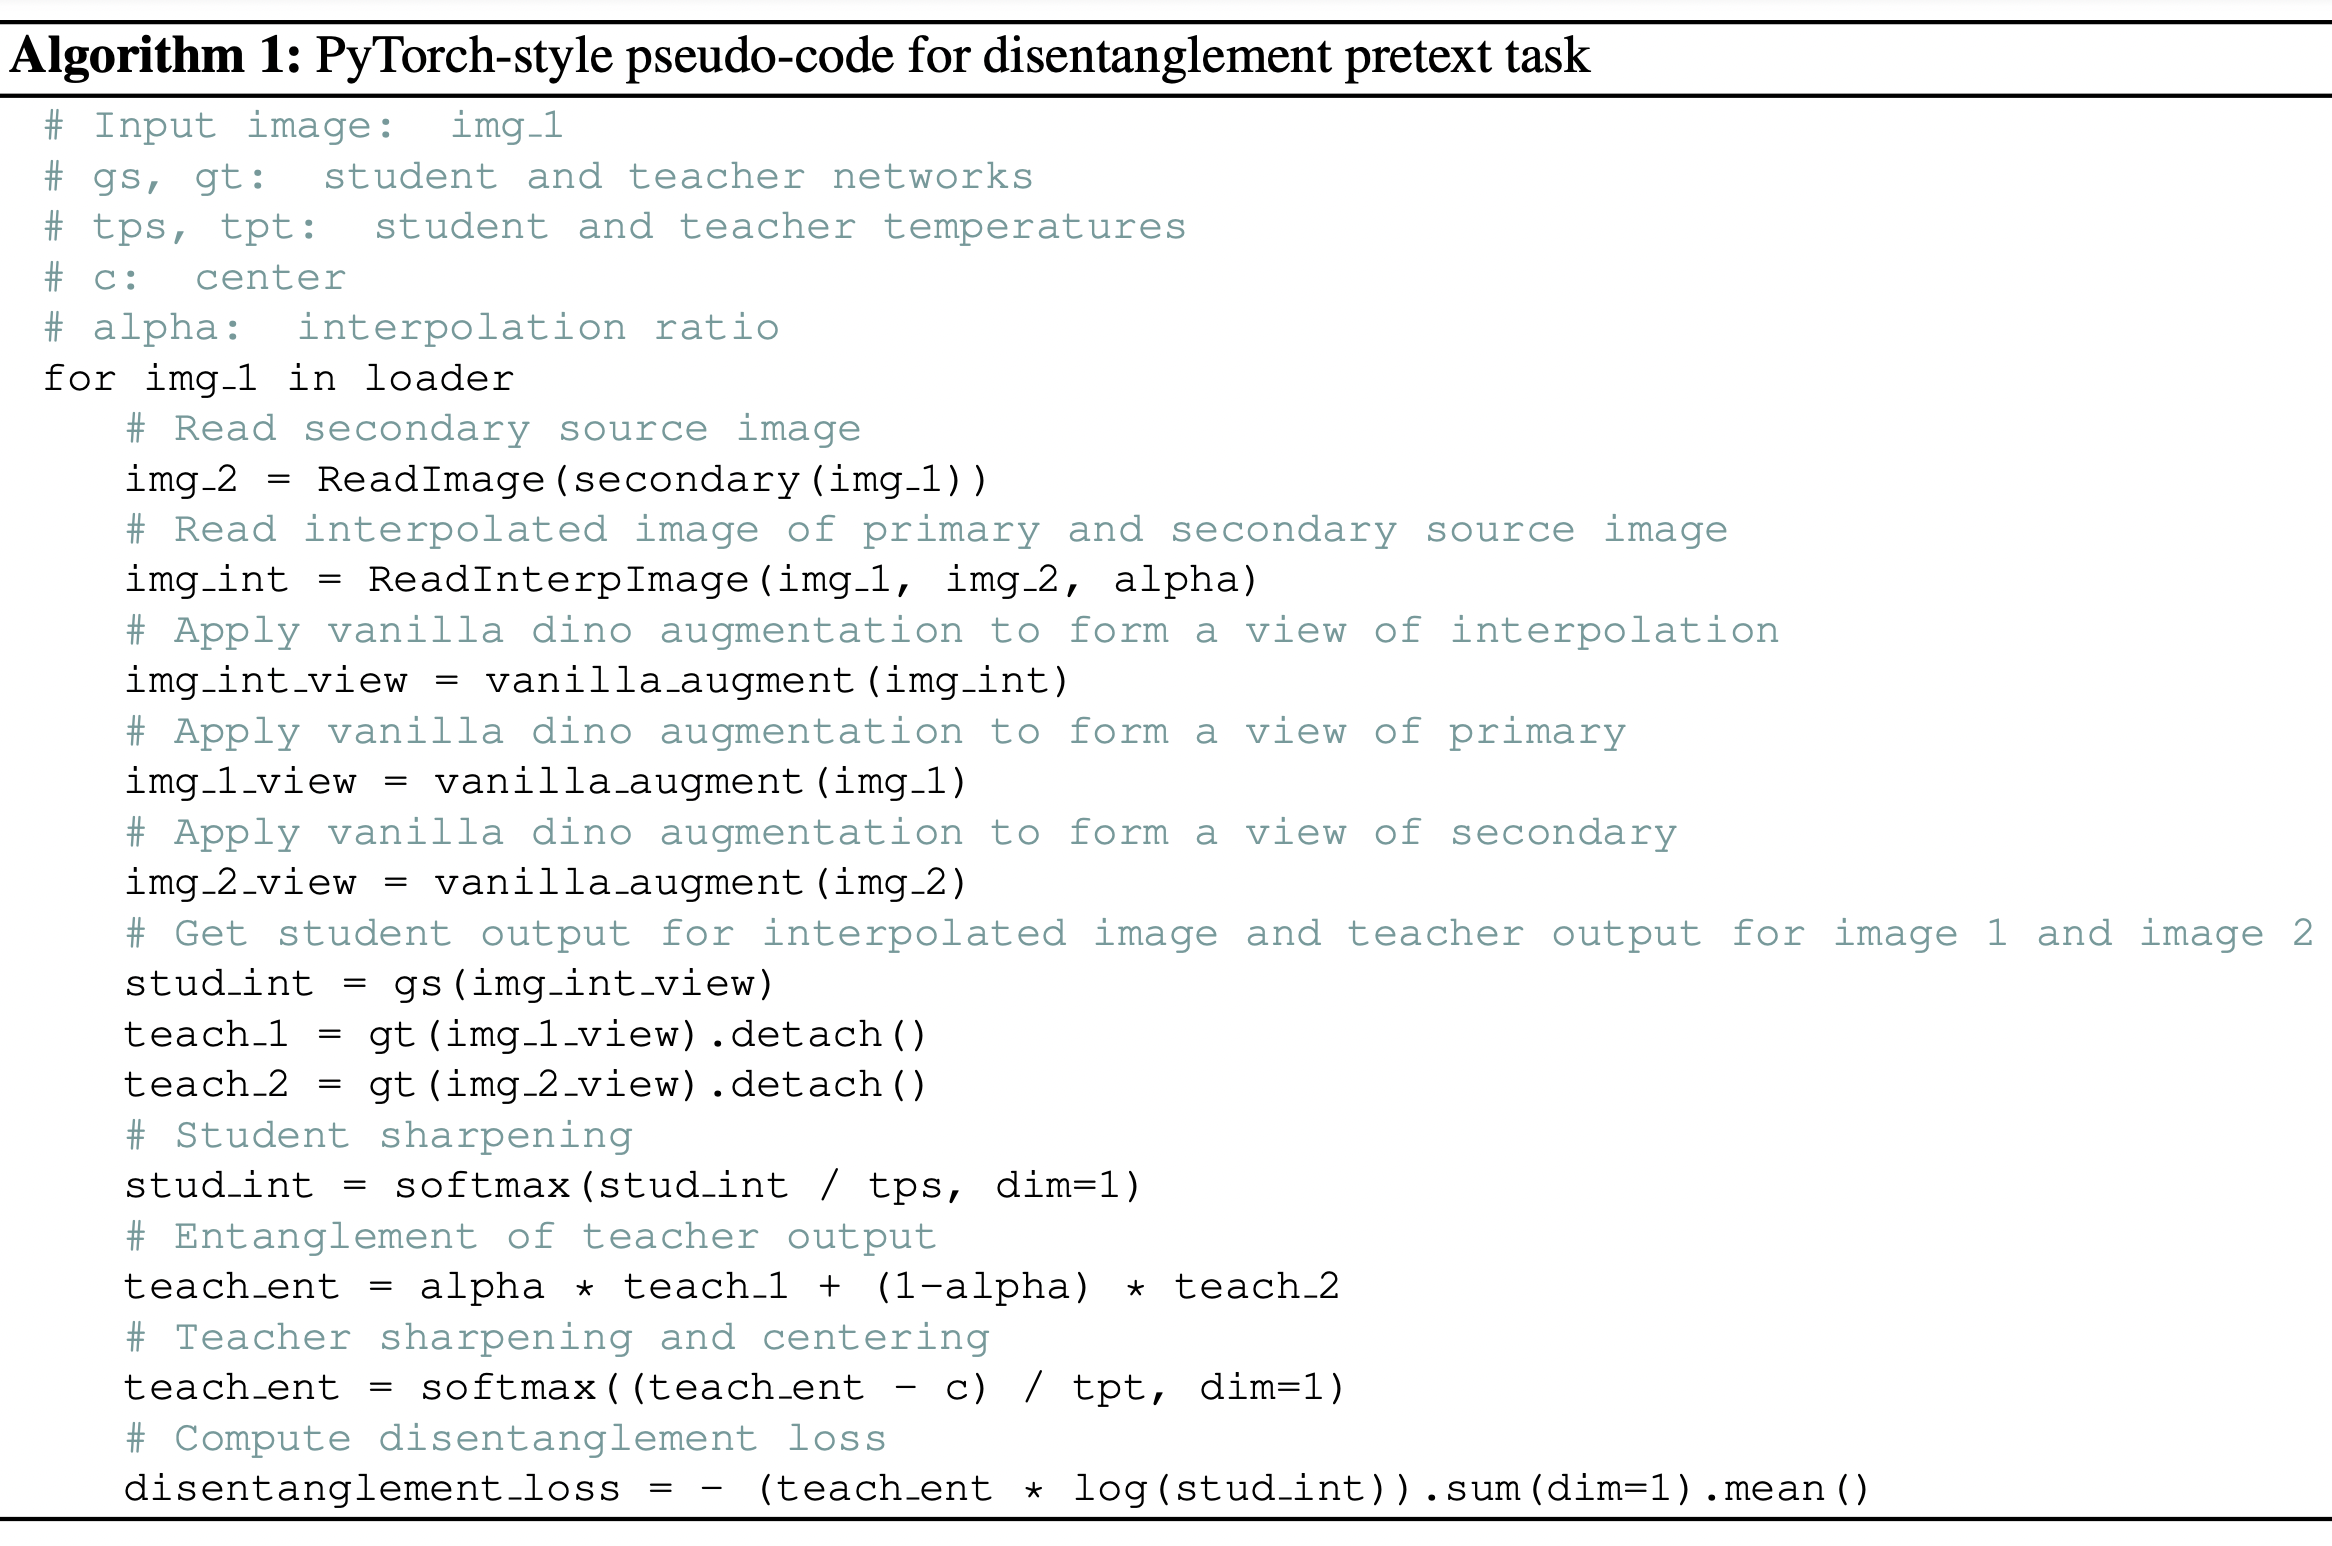 Algorithm 1: PyTorch-style pseudo-code for disentanglement pretext task
# Input image: img_1
# gs, gt: student and teacher networks
# tps, tpt: student and teacher temperatures
# c: center
# alpha: interpolation ratio
for img_1 in loader
# Read secondary source image
img_2 = ReadImage(secondary(img_1))
# Read interpolated image of primary and secondary source image
img_int = ReadInterpImage(img_1, img_2, alpha)
# Apply vanilla dino augmentation to form a view of interpolation
img_int_view = vanilla_augment(img_int)
# Apply vanilla dino augmentation to form a view of primary
img_1_view = vanilla_augment(img_1)
# Apply vanilla dino augmentation to form a view of secondary
img_2_view = vanilla_augment(img_2)
# Get student output for interpolated image and teacher output for image 1 and image 2
stud_int = gs(img_int_view)
teach_1 = gt(img_1_view).detach()
teach_2 = gt(img_2_view).detach()
# Student sharpening
stud_int = softmax(stud_int / tps, dim=1)
# Entanglement of teacher output
teach_ent = alpha * teach_1 + (1-alpha) * teach_2
# Teacher sharpening and centering
teach_ent = softmax((teach_ent - c) / tpt, dim=1)
# Compute disentanglement loss
disentanglement_loss = - (teach_ent * log(stud_int)).sum(dim=1).mean()